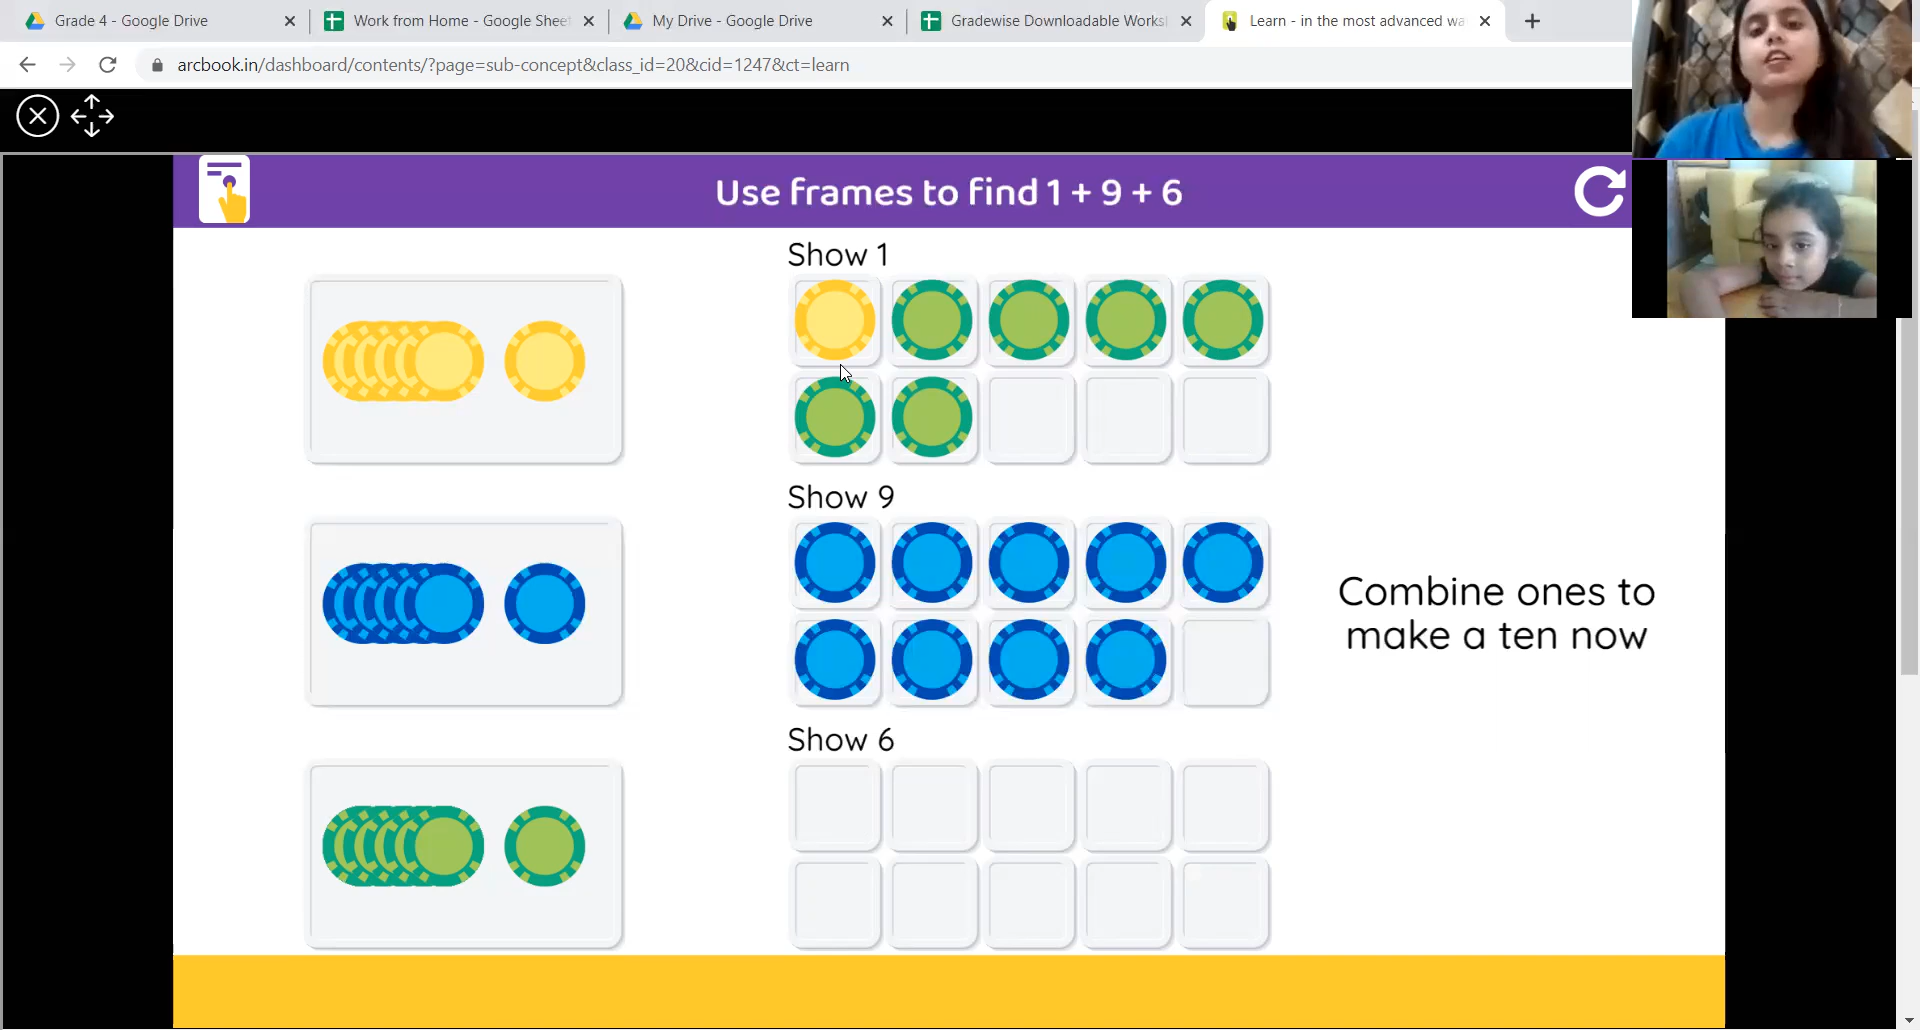 Grade 4 - Google Drive
Work from Home - Google Shee
My Drive - Google Drive
Gradewise Downloadable Works
Learn - in the most advanced wa
arcbook.in/dashboard/contents/?page=sub-concept&class_id=20&cid=1247&ct=learn
Use frames to find 1 + 9 + 6
Show 1
Show 9
Combine ones to
make a ten now
Show 6